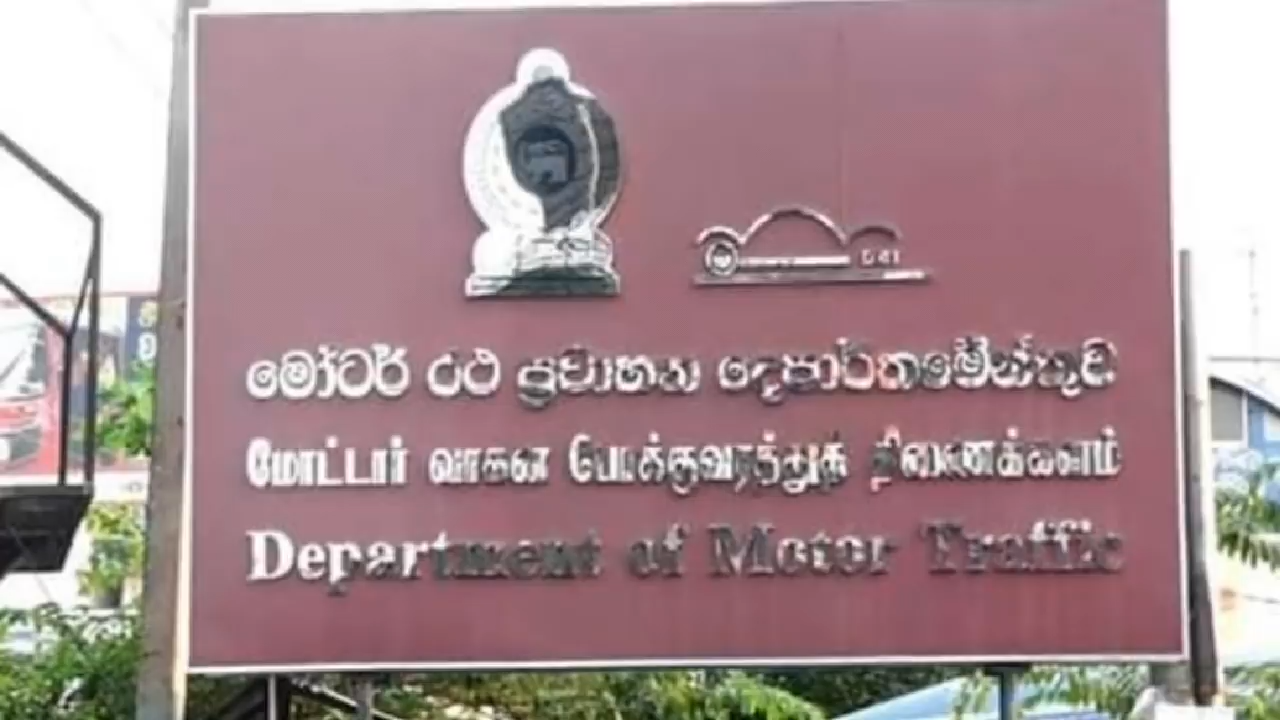 මෝටර් රථ ප්‍රවාහන දෙපාර්තමේන්තුව
மோட்டார் வாகன போக்குவரத்துத் திணைக்களம்
Department of Motor Traffic